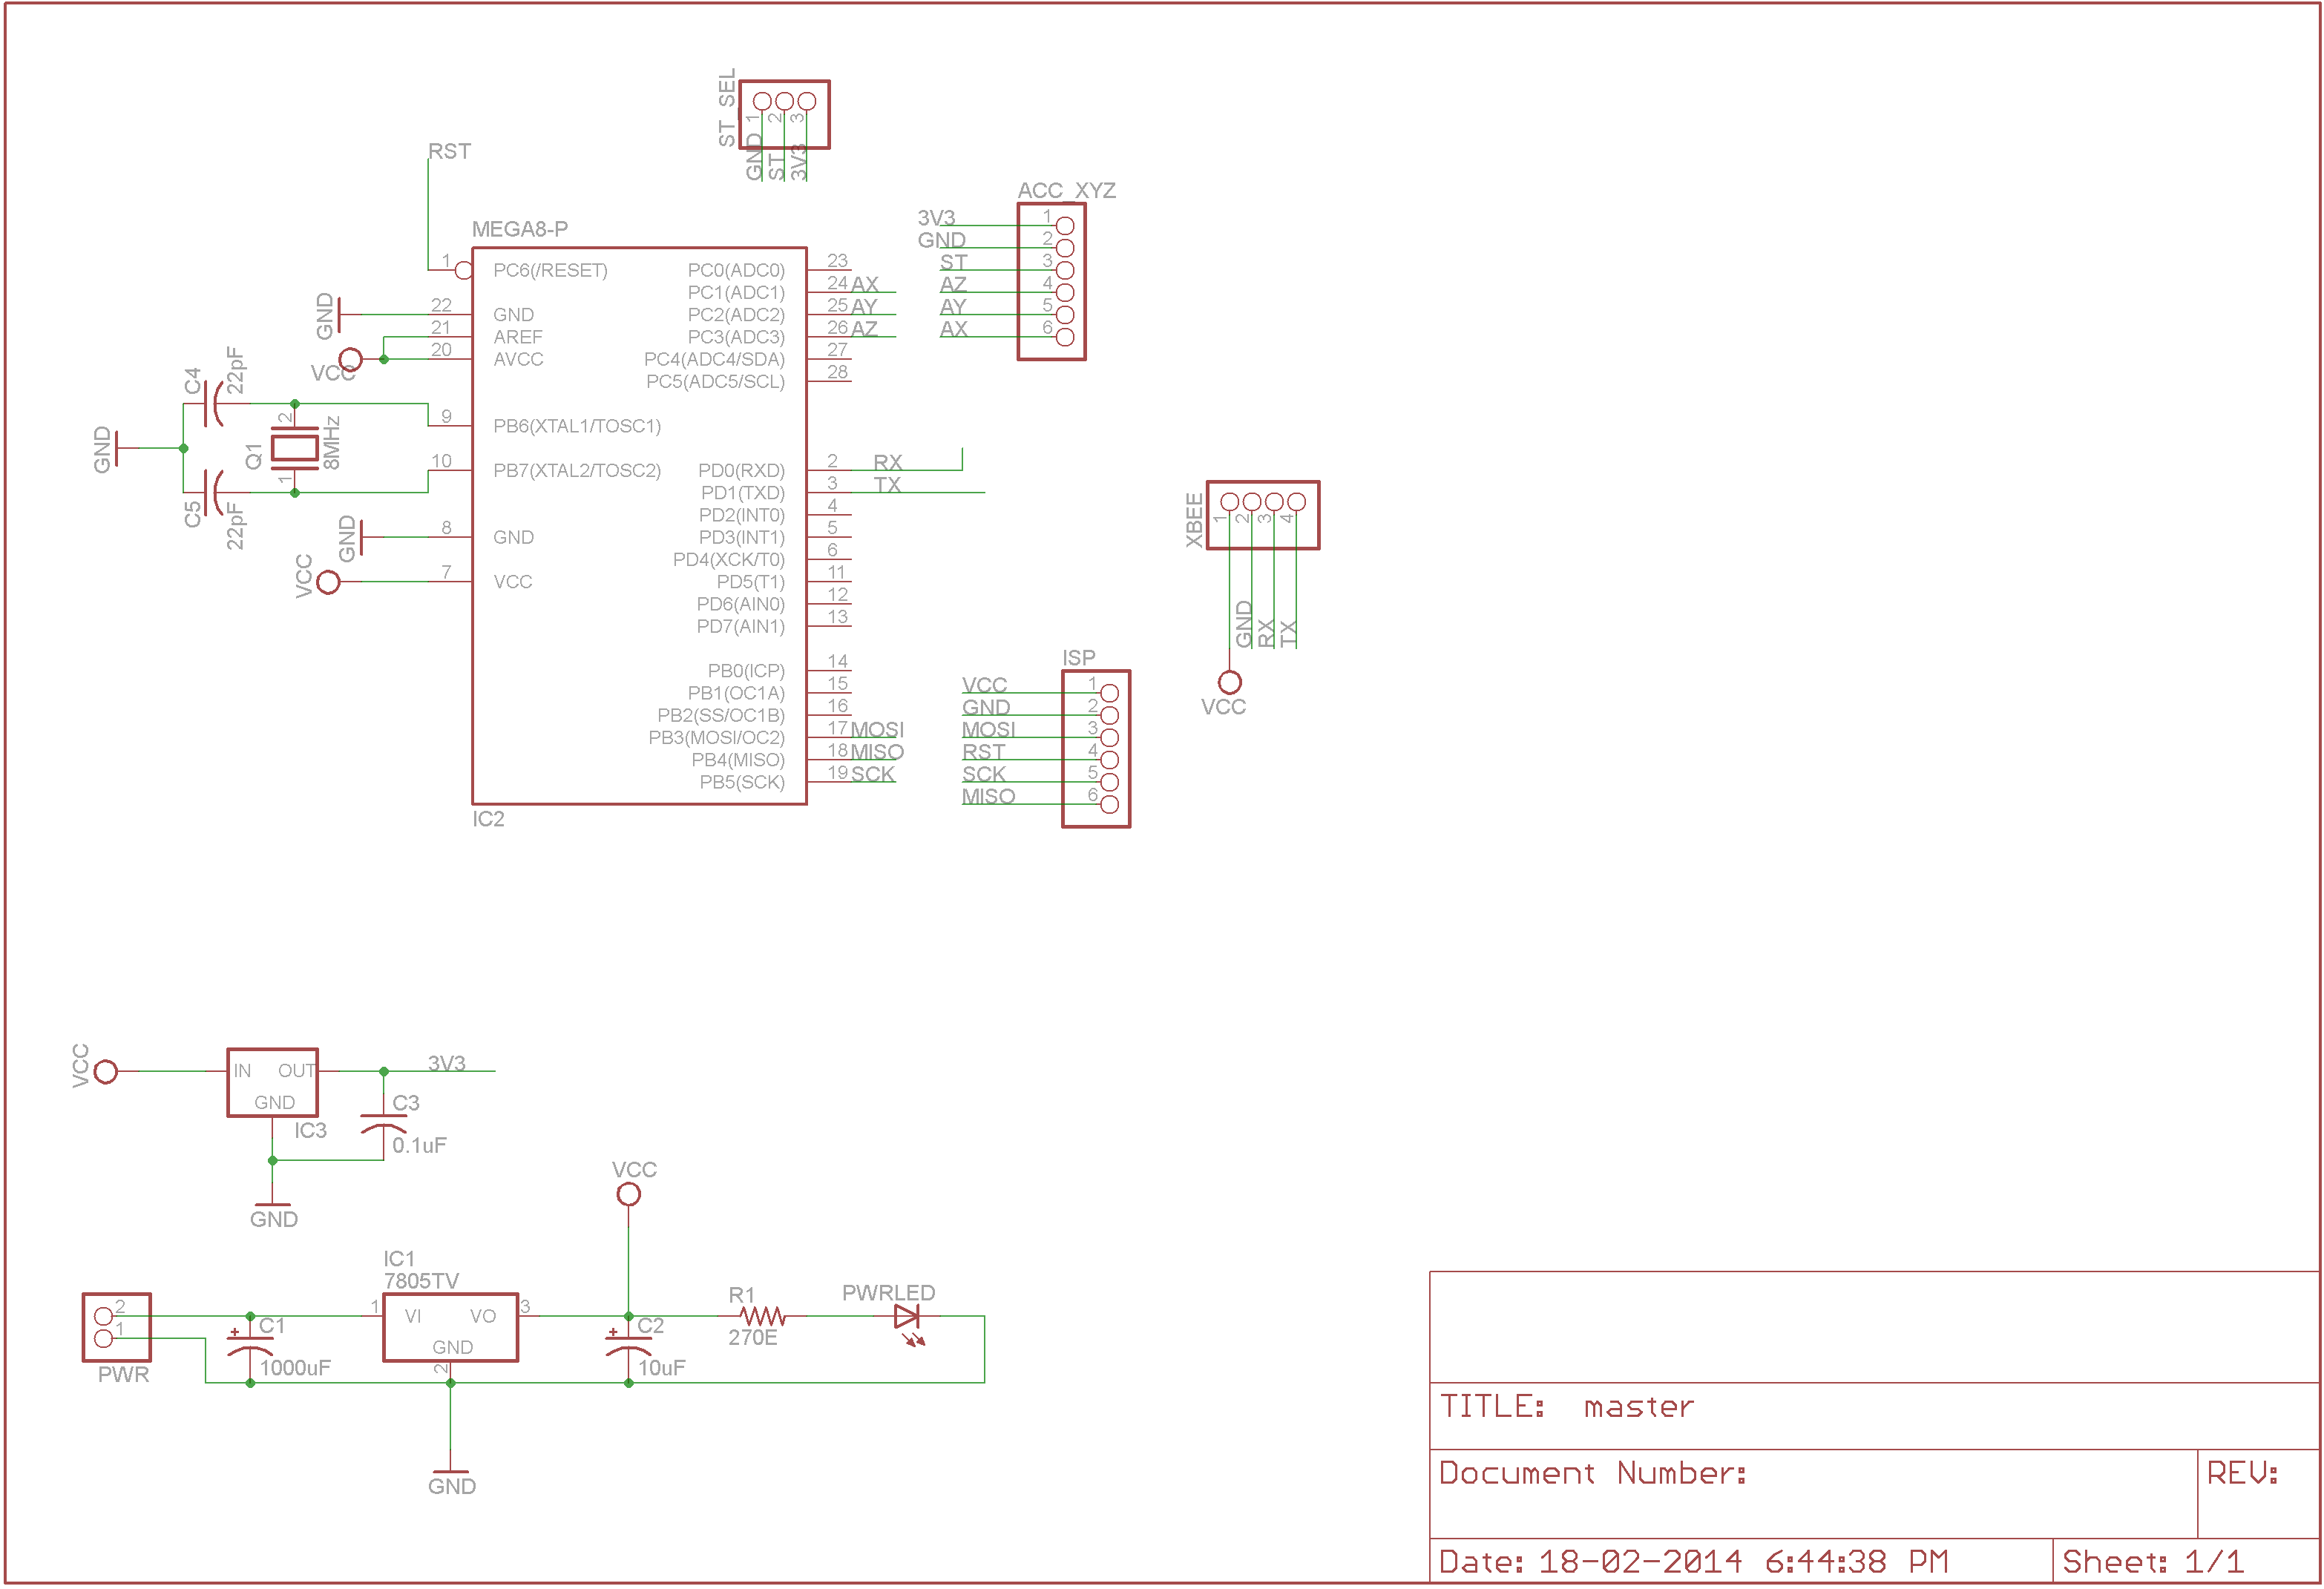 ST SEL
1
2
3
GND
ST
3V3
RST
ACC XYZ
3V3 1
GND 2
ST 3
AZ 4
AY 5
AX 6
MEGA8-P
1 PC6(/RESET)
GND 22 GND
21 AREF
VCC 20 AVCC
9 PB6(XTAL1/TOSC1)
10 PB7(XTAL2/TOSC2)
GND 8 GND
VCC 7 VCC
PC0(ADC0) 23
PC1(ADC1) 24 AX
PC2(ADC2) 25 AY
PC3(ADC3) 26 AZ
PC4(ADC4/SDA) 27
PC5(ADC5/SCL) 28
PD0(RXD) 2 RX
PD1(TXD) 3 TX
PD2(INT0) 4
PD3(INT1) 5
PD4(XCK/T0) 6
PD5(T1) 11
PD6(AIN0) 12
PD7(AIN1) 13
PB0(ICP) 14
PB1(OC1A) 15
PB2(SS/OC1B) 16
PB3(MOSI/OC2) 17 MOSI
PB4(MISO) 18 MISO
PB5(SCK) 19 SCK
IC2
C4
22pF
GND
2
Q1
8MHz
1
C5
22pF
XBEE
1
2
3
4
GND
RX
TX
VCC
ISP
VCC 1
GND 2
MOSI 3
RST 4
SCK 5
MISO 6
VCC
IN OUT
GND
IC3
3V3
C3
0.1uF
GND
VCC
IC1
7805TV
2
1
PWR
C1
1000uF
1 VI VO 3
GND
2
C2
10uF
R1
270E
PWRLED
GND
TITLE: master
Document Number:
REV:
Date: 18-02-2014 6:44:38 PM
Sheet: 1/1